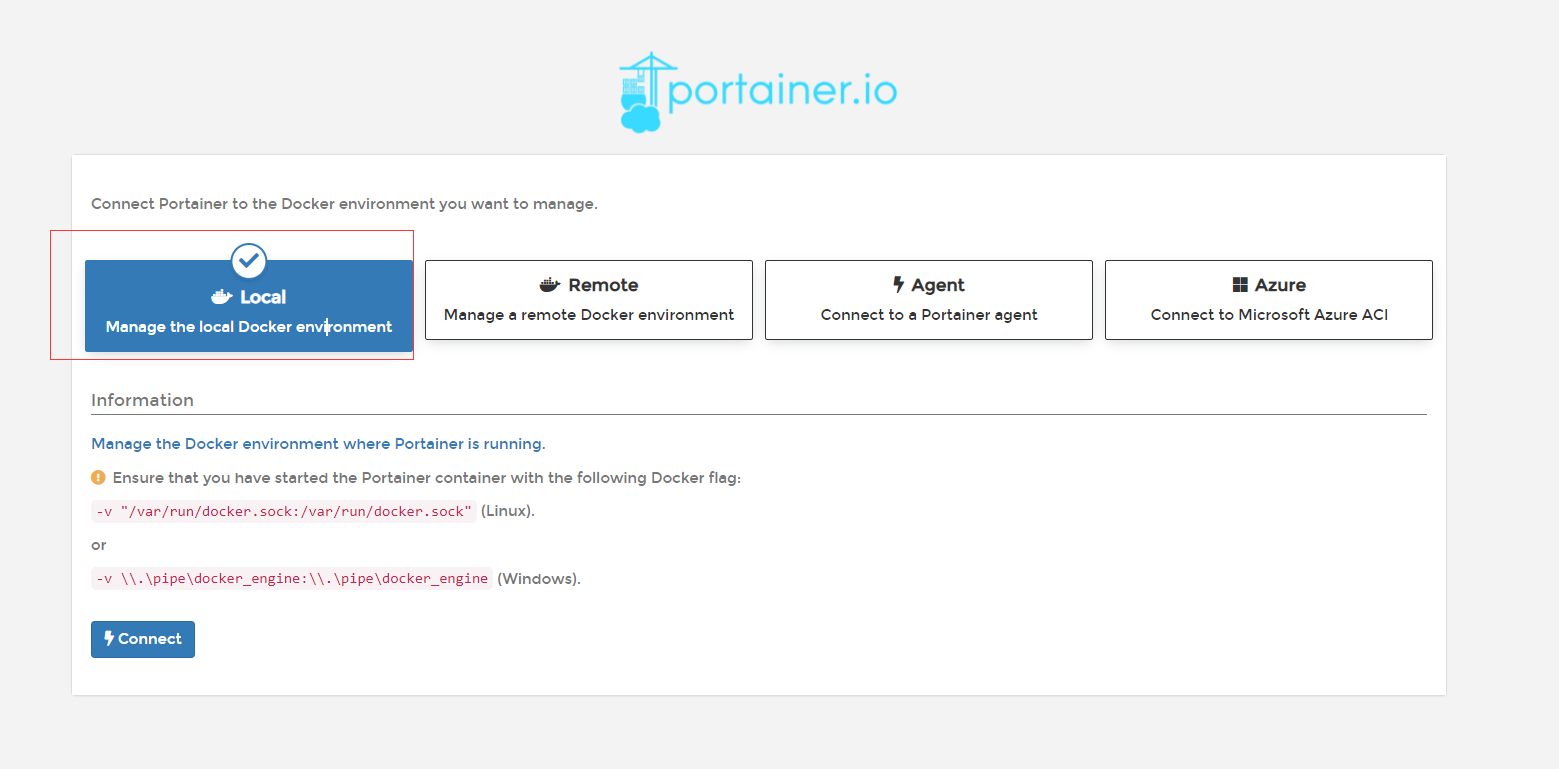 portainer.io
Connect Portainer to the Docker environment you want to manage.
Local
Manage the local Docker environment
Remote
Manage a remote Docker environment
Agent
Connect to a Portainer agent
Azure
Connect to Microsoft Azure ACI
Information
Manage the Docker environment where Portainer is running.
Ensure that you have started the Portainer container with the following Docker flag:
-v "/var/run/docker.sock:/var/run/docker.sock" (Linux).
or
-v \\.\pipe\docker_engine:\\.\pipe\docker_engine (Windows).
Connect